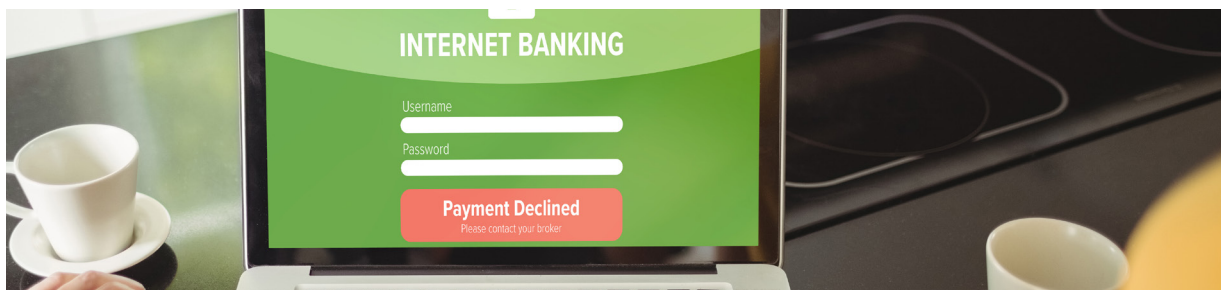 INTERNET BANKING
Username
Password
Payment Declined
Please contact your broker